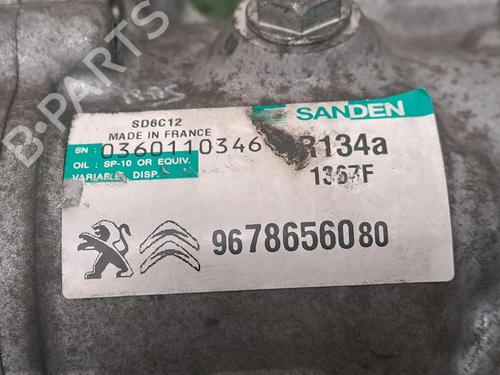 B-PARTS
SD6C12
MADE IN FRANCE
SN : 0360110346
OIL : SP-10 OR EQUIV.
VARIABLE DISP.
SANDEN
R134a
1367F
9678656080